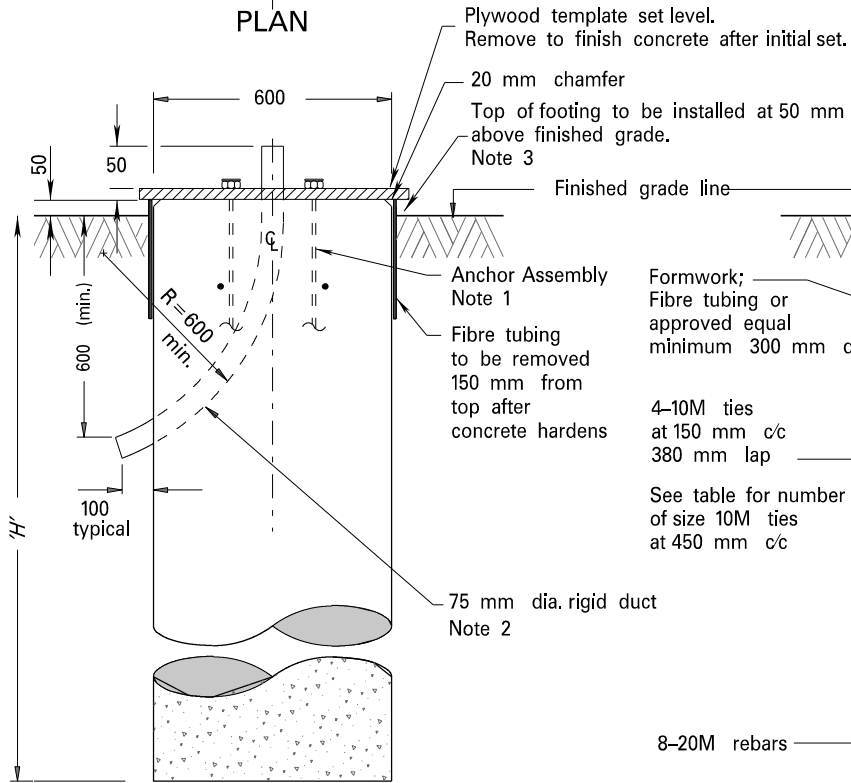 PLAN
Plywood template set level.
Remove to finish concrete after initial set.
600
20 mm chamfer
Top of footing to be installed at 50 mm
above finished grade.
Note 3
50
50
Finished grade line
℄
Anchor Assembly
Note 1
Formwork;
Fibre tubing or
approved equal
minimum 300 mm d
R = 600
min.
600 (min.)
Fibre tubing
to be removed
150 mm from
top after
concrete hardens
4–10M ties
at 150 mm c/c
380 mm lap
See table for number
of size 10M ties
at 450 mm c/c
100
typical
'H'
75 mm dia. rigid duct
Note 2
8–20M rebars